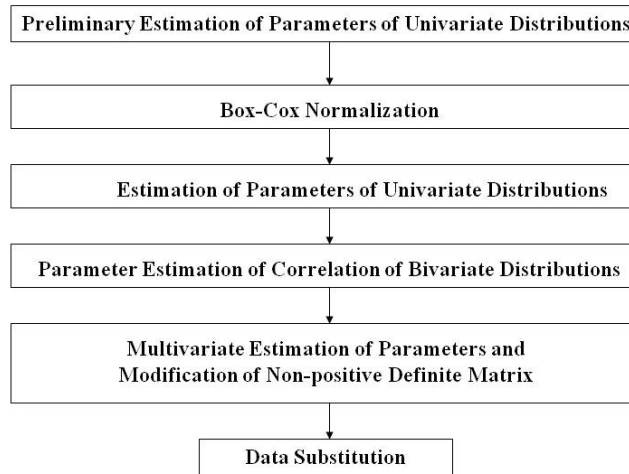 Preliminary Estimation of Parameters of Univariate Distributions
Box-Cox Normalization
Estimation of Parameters of Univariate Distributions
Parameter Estimation of Correlation of Bivariate Distributions
Multivariate Estimation of Parameters and
Modification of Non-positive Definite Matrix
Data Substitution